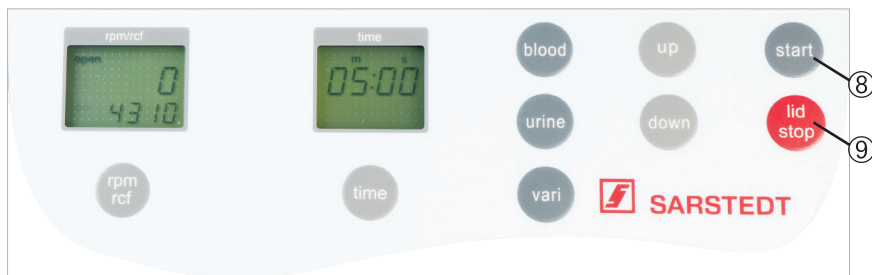 rpm/rcf
open
0
4310
time
m s
05:00
blood
up
start
⑧
urine
down
lid
stop
⑨
rpm
rcf
time
vari
SARSTEDT